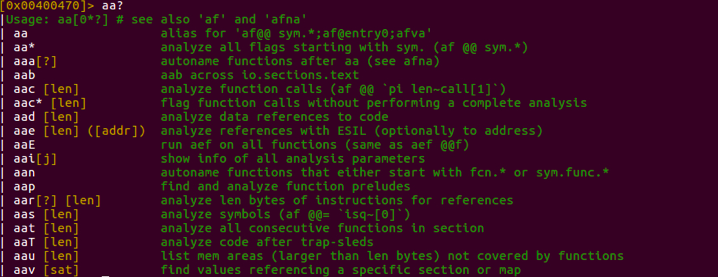 [0x00400470]> aa?
|Usage: aa[0*?] # see also 'af' and 'afna'
| aa                  alias for 'af@@ sym.*;af@entry0;afva'
| aa*                 analyze all flags starting with sym. (af @@ sym.*)
| aaa[?]              autoname functions after aa (see afna)
| aab                 aab across io.sections.text
| aac [len]           analyze function calls (af @@ `pi len~call[1]`)
| aac* [len]          flag function calls without performing a complete analysis
| aad [len]           analyze data references to code
| aae [len] ([addr])  analyze references with ESIL (optionally to address)
| aaE                 run aef on all functions (same as aef @@f)
| aai[j]              show info of all analysis parameters
| aan                 autoname functions that either start with fcn.* or sym.func.*
| aap                 find and analyze function preludes
| aar[?] [len]        analyze len bytes of instructions for references
| aas [len]           analyze symbols (af @@= `isq~[0]`)
| aat [len]           analyze all consecutive functions in section
| aaT [len]           analyze code after trap-sleds
| aau [len]           list mem areas (larger than len bytes) not covered by functions
| aav [sat]           find values referencing a specific section or map